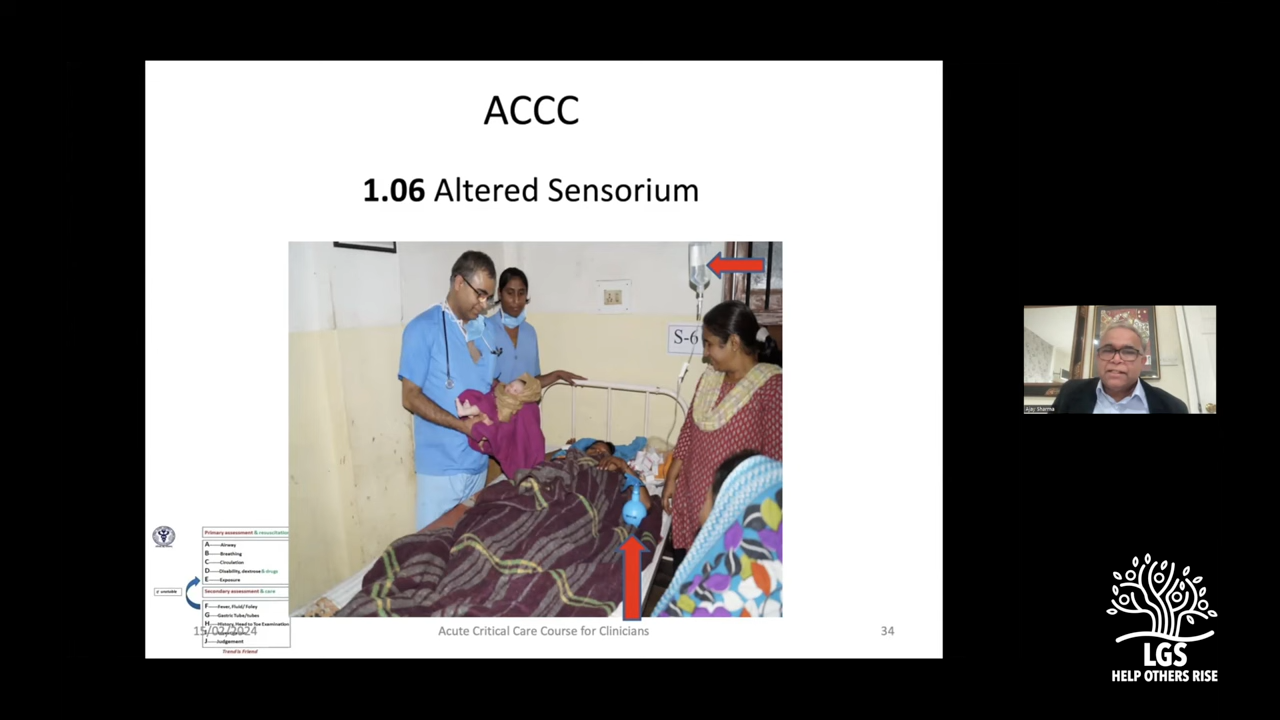 ACCC
1.06 Altered Sensorium
S-6
Primary assessment & resuscitation
A-----Airway
B-----Breathing
C-----Circulation
D-----Disability, dextrose & drugs
E-----Exposure
Secondary assessment & care
F-----Fever, Fluid/ Foley
G-----Gastric Tube/tubes
H-----History, Head to Toe Examination
J-----Judgement
Trend is Friend
15/02/2024
Acute Critical Care Course for Clinicians
34
Ajay Sharma
LGS
HELP OTHERS RISE